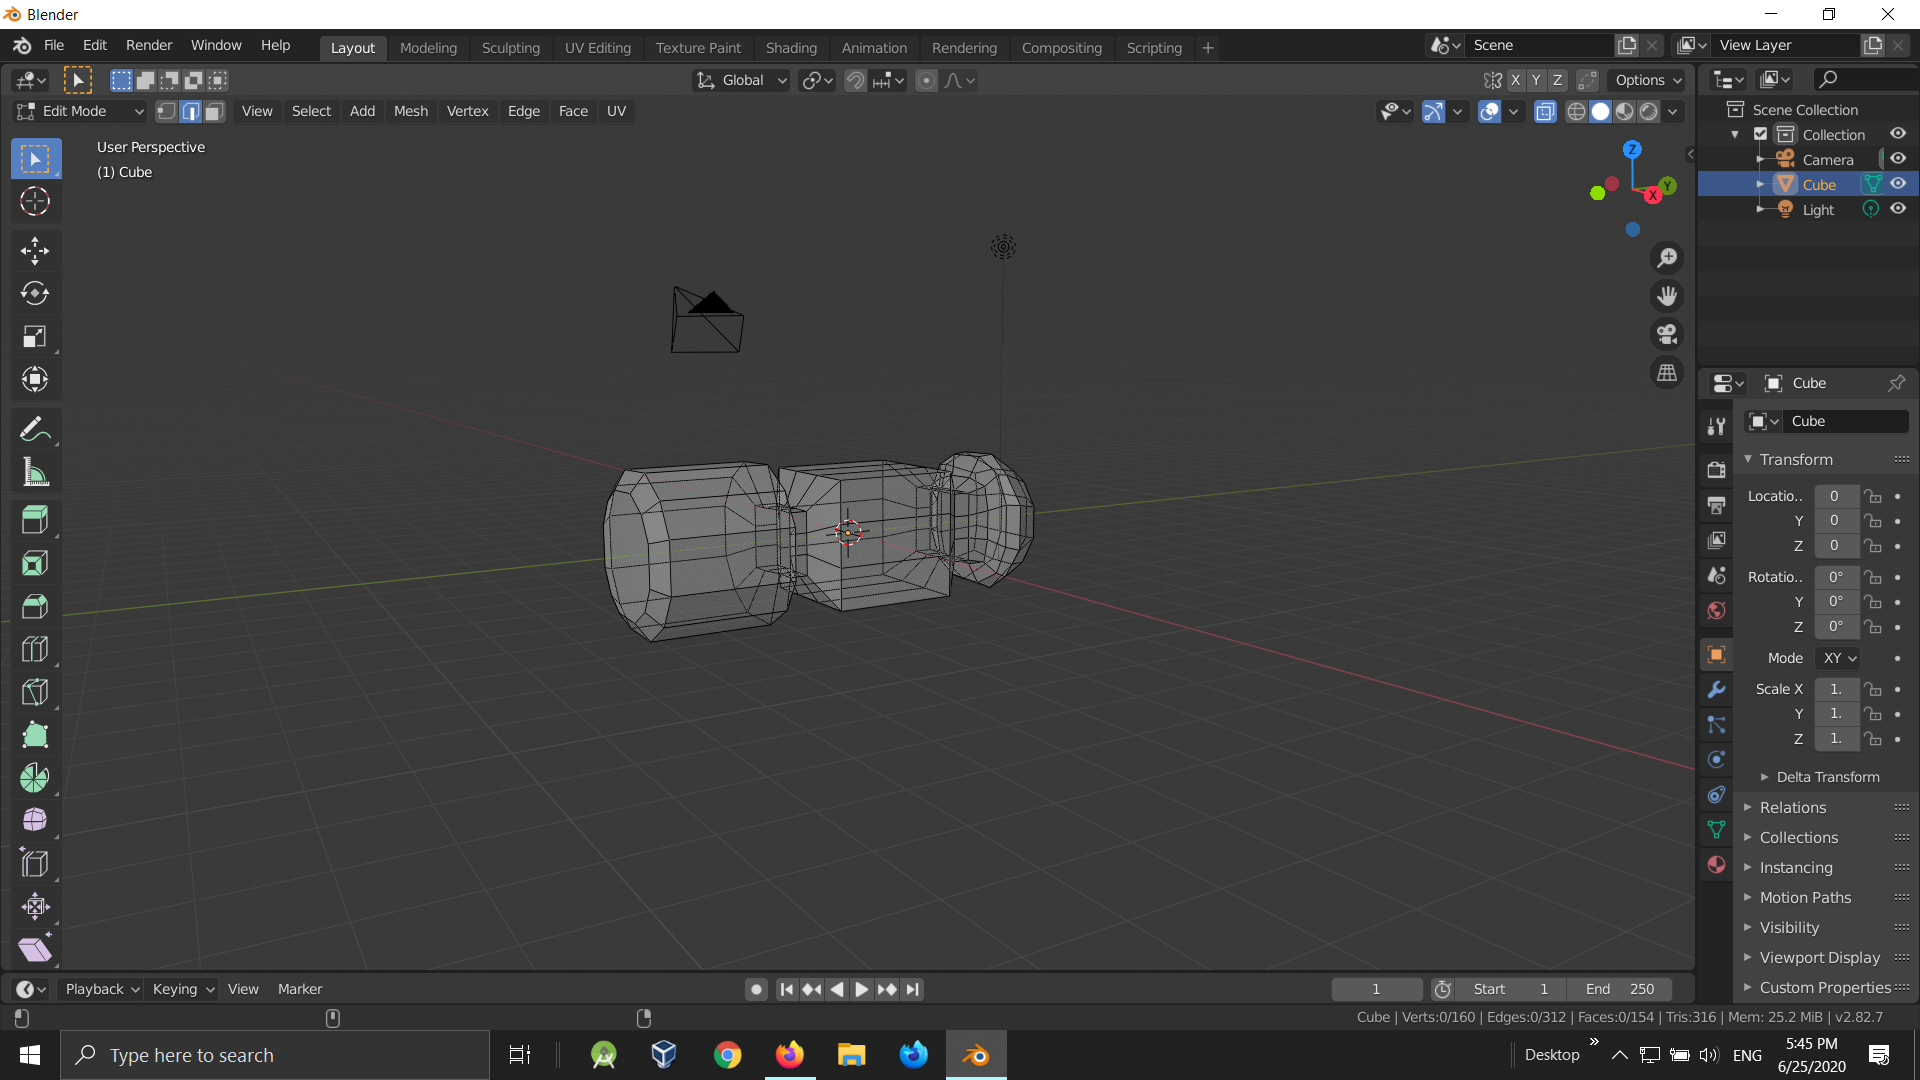 Blender
File Edit Render Window Help Layout Modeling Sculpting UV Editing Texture Paint Shading Animation Rendering Compositing Scripting + Scene View Layer
Global X Y Z Options
Edit Mode View Select Add Mesh Vertex Edge Face UV
User Perspective
(1) Cube
Z
Y
X
Scene Collection
Collection
Camera
Cube
Light
Cube
Cube
Transform
Locatio.. 0
Y 0
Z 0
Rotatio.. 0°
Y 0°
Z 0°
Mode XY
Scale X 1.
Y 1.
Z 1.
Delta Transform
Relations
Collections
Instancing
Motion Paths
Visibility
Viewport Display
Custom Properties
Playback Keying View Marker 1 Start 1 End 250
Cube | Verts:0/160 | Edges:0/312 | Faces:0/154 | Tris:316 | Mem: 25.2 MiB | v2.82.7
Type here to search Desktop » ENG 5:45 PM
6/25/2020